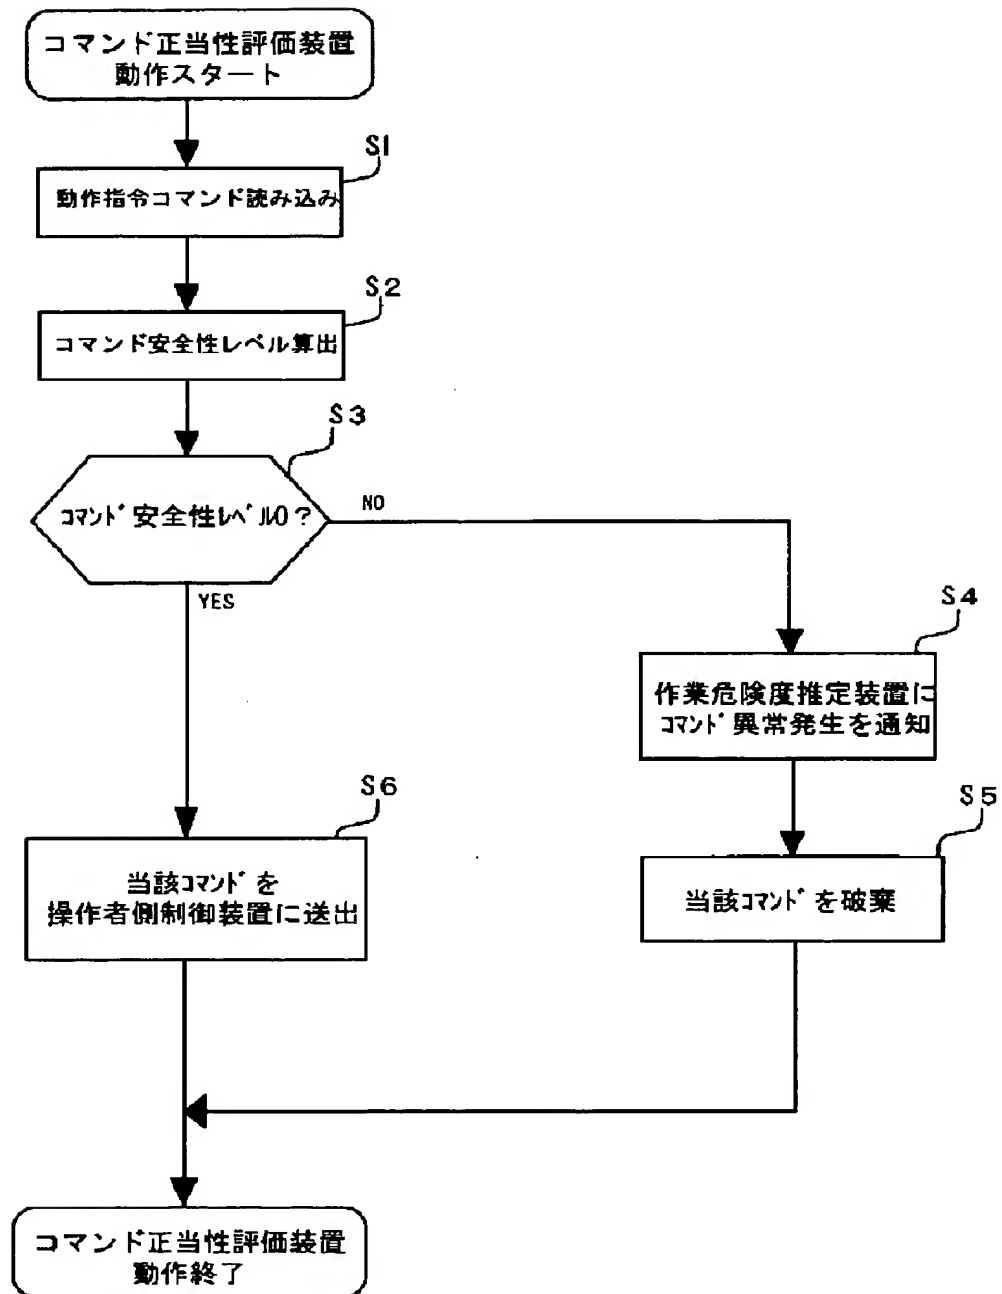 コマンド正当性評価装置
動作スタート
S1
動作指令コマンド読み込み
S2
コマンド安全性レベル算出
S3
ｺﾏﾝﾄﾞ安全性ﾚﾍﾞﾙ0？
NO
YES
S4
作業危険度推定装置に
ｺﾏﾝﾄﾞ異常発生を通知
S6
S5
当該ｺﾏﾝﾄﾞを
操作者側制御装置に送出
当該ｺﾏﾝﾄﾞを破棄
コマンド正当性評価装置
動作終了